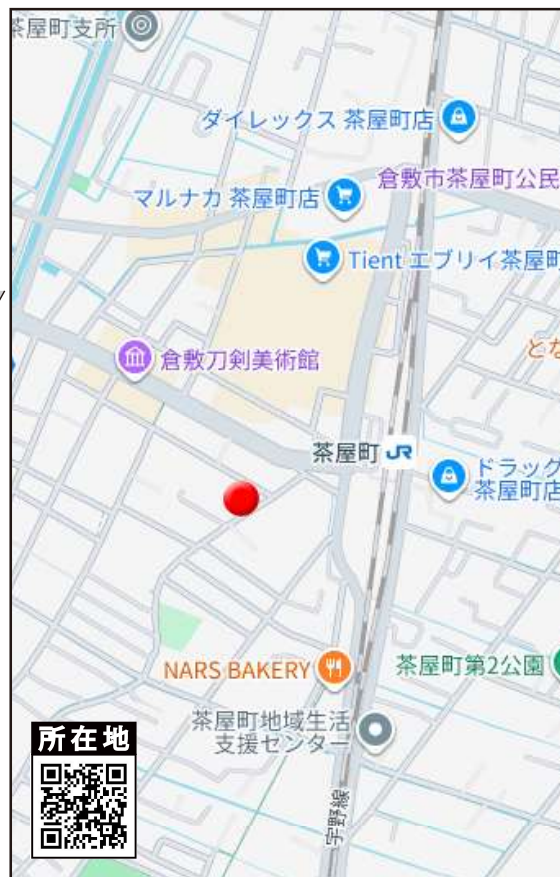 茶屋町支所
ダイレックス 茶屋町店
マルナカ 茶屋町店
倉敷市茶屋町公民
Tient エブリイ茶屋町
とな
倉敷刀剣美術館
茶屋町 JR
ドラッグ
茶屋町店
NARS BAKERY
茶屋町第2公園
茶屋町地域生活
支援センター
所在地
宇野線